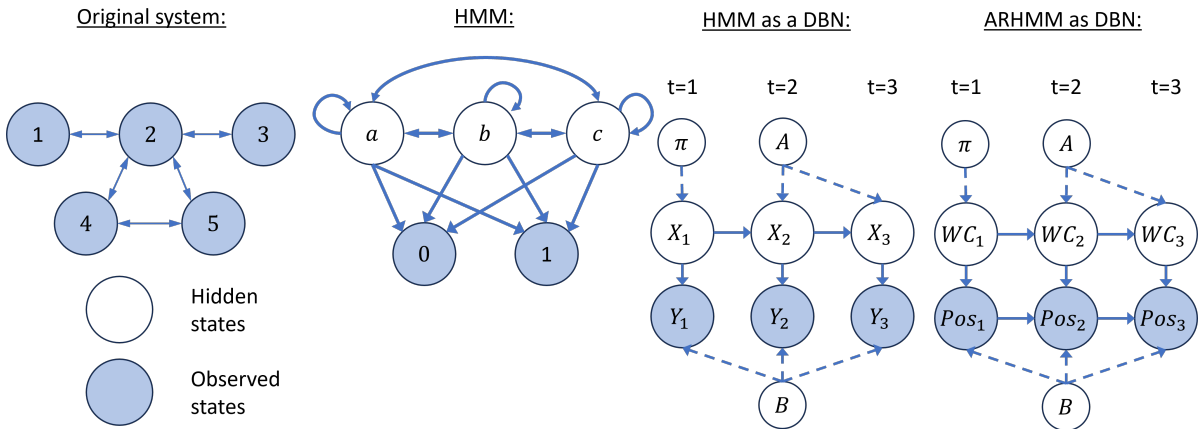 Original system:
HMM:
HMM as a DBN:
ARHMM as DBN:
t=1 t=2 t=3
t=1 t=2 t=3
1 2 3
4 5
Hidden
states
Observed
states
a b c
0 1
π A
X₁ X₂ X₃
Y₁ Y₂ Y₃
B
π A
WC₁ WC₂ WC₃
Pos₁ Pos₂ Pos₃
B